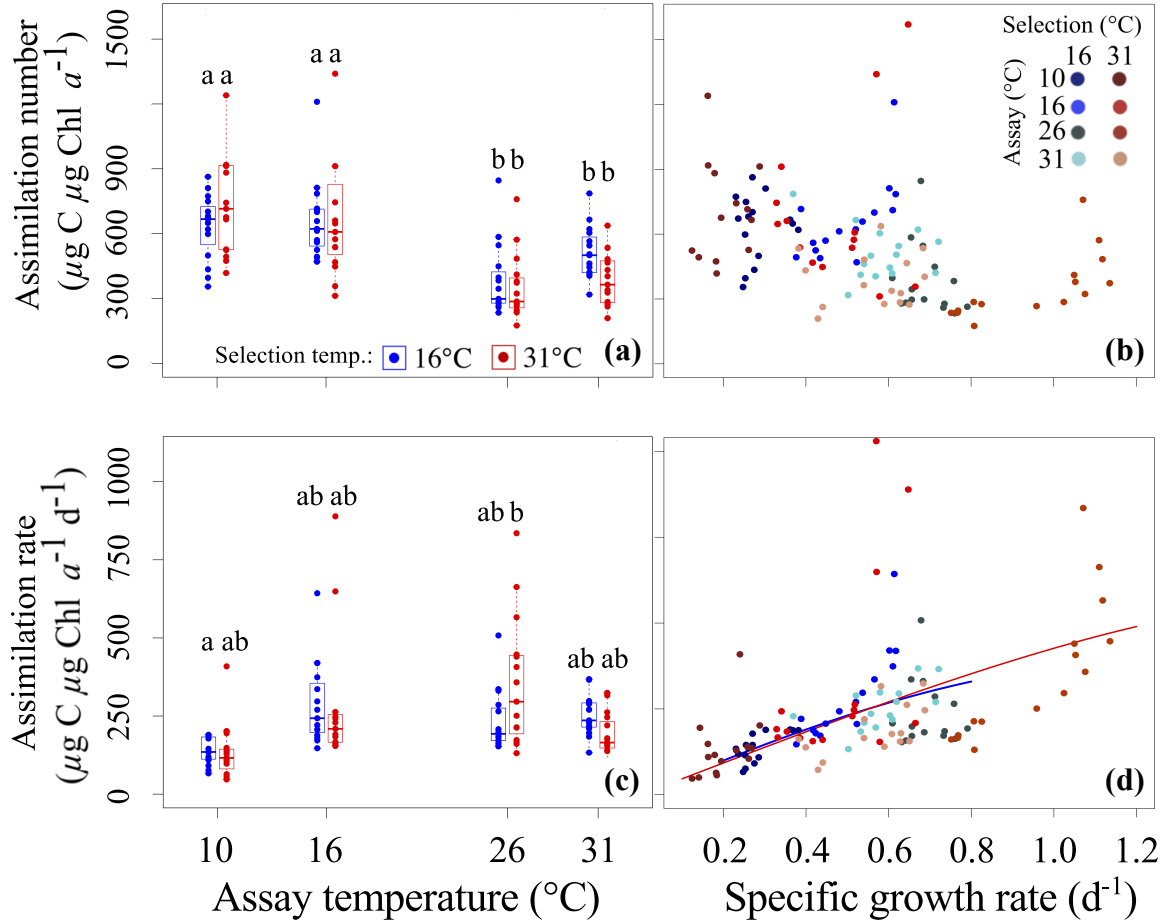 Assimilation number
(µg C µg Chl a⁻¹)
0 300 600 900 1500
a a
a a
b b
b b
Selection temp.: 16°C 31°C
(a)
Selection (°C)
16 31
Assay (°C)
10
16
26
31
(b)
Assimilation rate
(µg C µg Chl a⁻¹ d⁻¹)
0 250 500 750 1000
a ab
ab ab
ab b
ab ab
(c)
10 16 26 31
Assay temperature (°C)
(d)
0.2 0.4 0.6 0.8 1.0 1.2
Specific growth rate (d⁻¹)